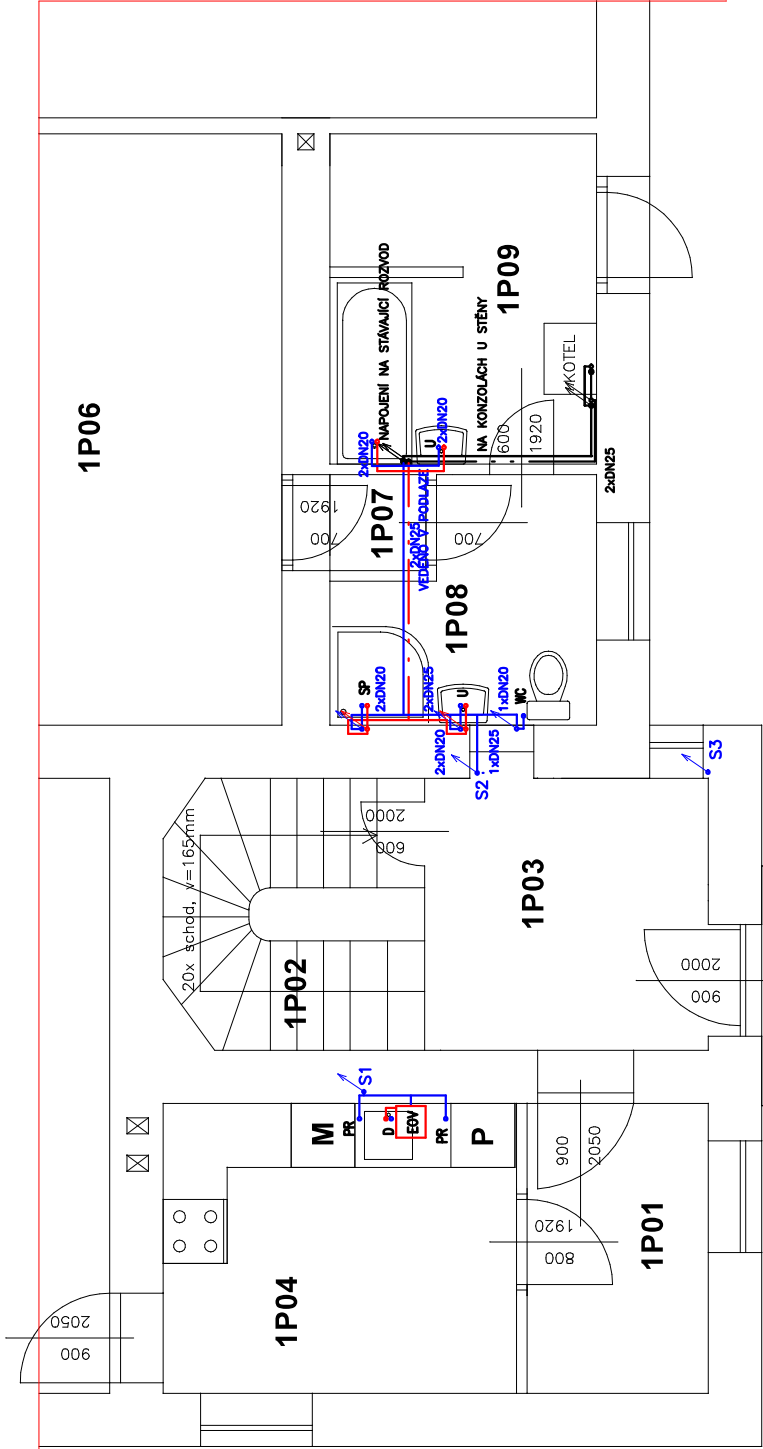 1P06
NAPOJENÍ NA STÁVAJÍCÍ ROZVOD
1P09
NA KONZOLÁCH U STĚNY
KOTEL
2xDN20
U
2xDN20
600
1920
2xDN25
1920
700
1P07
2xDN25
VEDENO V PODLAZE
700
1P08
SP
2xDN20
2xDN25
U
1xDN20
WC
2xDN20
1xDN25
S2
S3
20x schod, v=165mm
2000
600
1P03
1P02
2000
900
S1
M
PR
D
EOV
PR
P
900
2050
1920
800
1P01
1P04
2050
900